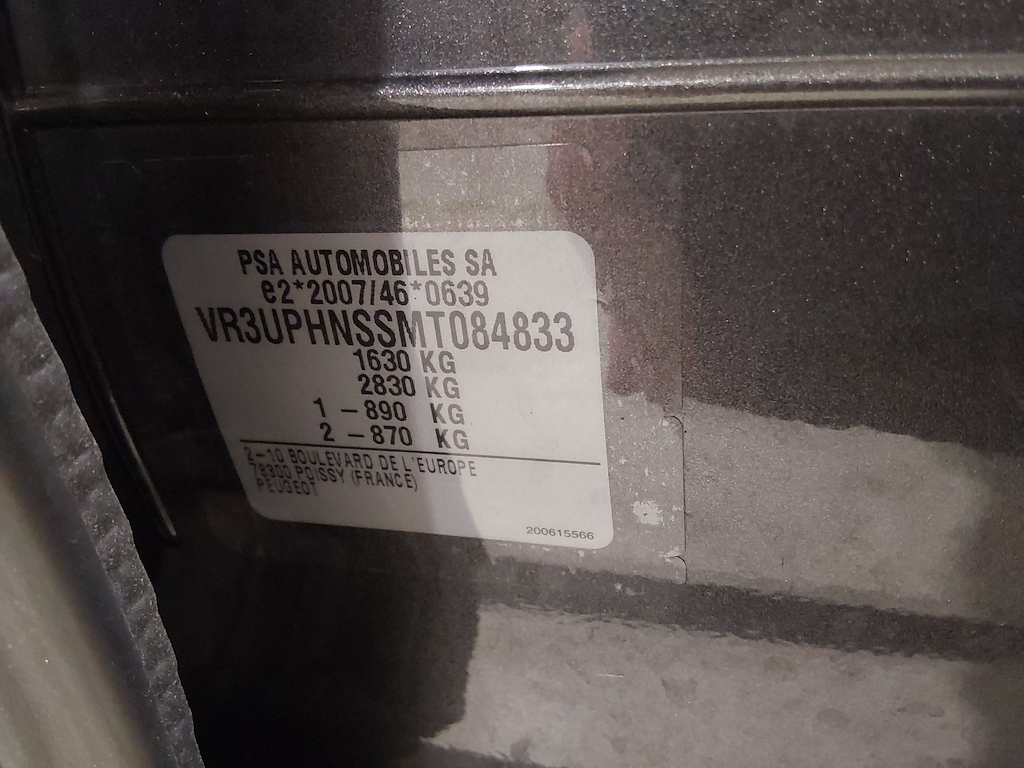 PSA AUTOMOBILES SA
e2*2007/46*0639
VR3UPHNSSMT084833
1630 KG
2830 KG
1 – 890 KG
2 – 870 KG
2–10 BOULEVARD DE L'EUROPE
78300 POISSY (FRANCE)
PEUGEOT
200615566